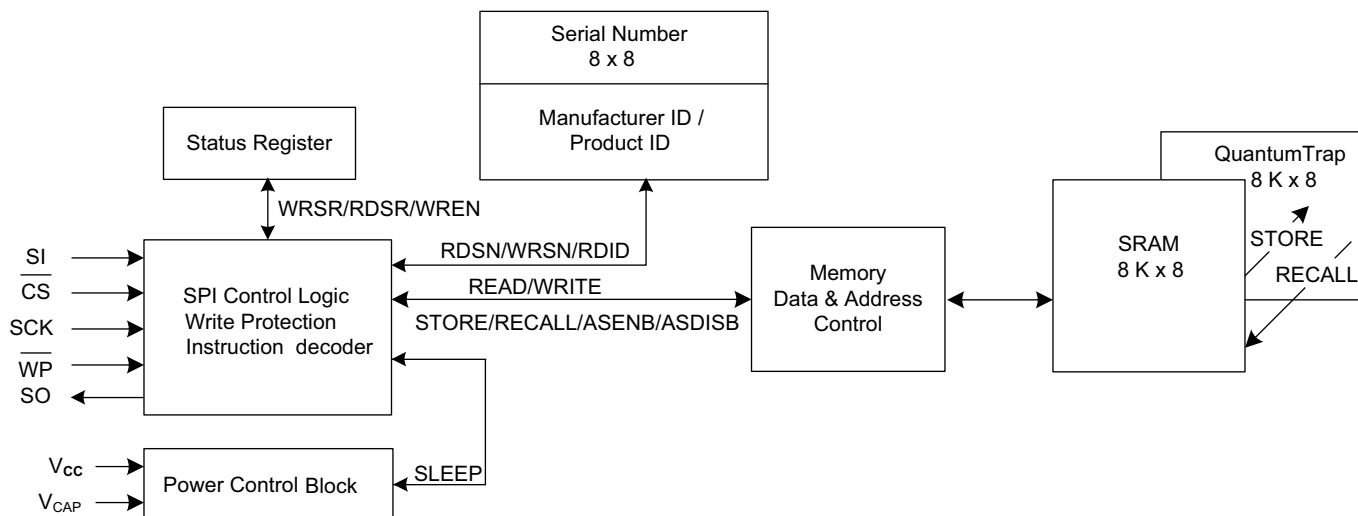 Serial Number
8 x 8
Manufacturer ID /
Product ID
Status Register
QuantumTrap
8 K x 8
WRSR/RDSR/WREN
SI
CS
SCK
WP
SO
SPI Control Logic
Write Protection
Instruction decoder
RDSN/WRSN/RDID
READ/WRITE
STORE/RECALL/ASENB/ASDISB
Memory
Data & Address
Control
SRAM
8 K x 8
STORE
RECALL
SLEEP
VCC
VCAP
Power Control Block